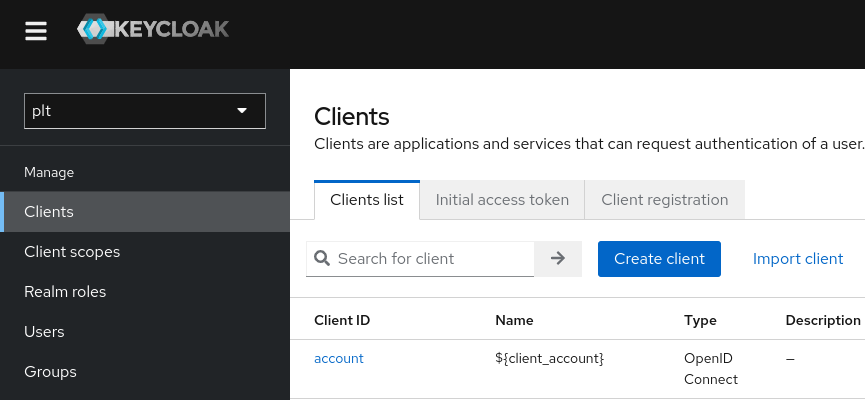 KEYCLOAK
plt
Manage
Clients
Client scopes
Realm roles
Users
Groups
Clients
Clients are applications and services that can request authentication of a user.
Clients list
Initial access token
Client registration
Search for client
Create client
Import client
Client ID Name Type Description
account ${client_account} OpenID –
Connect